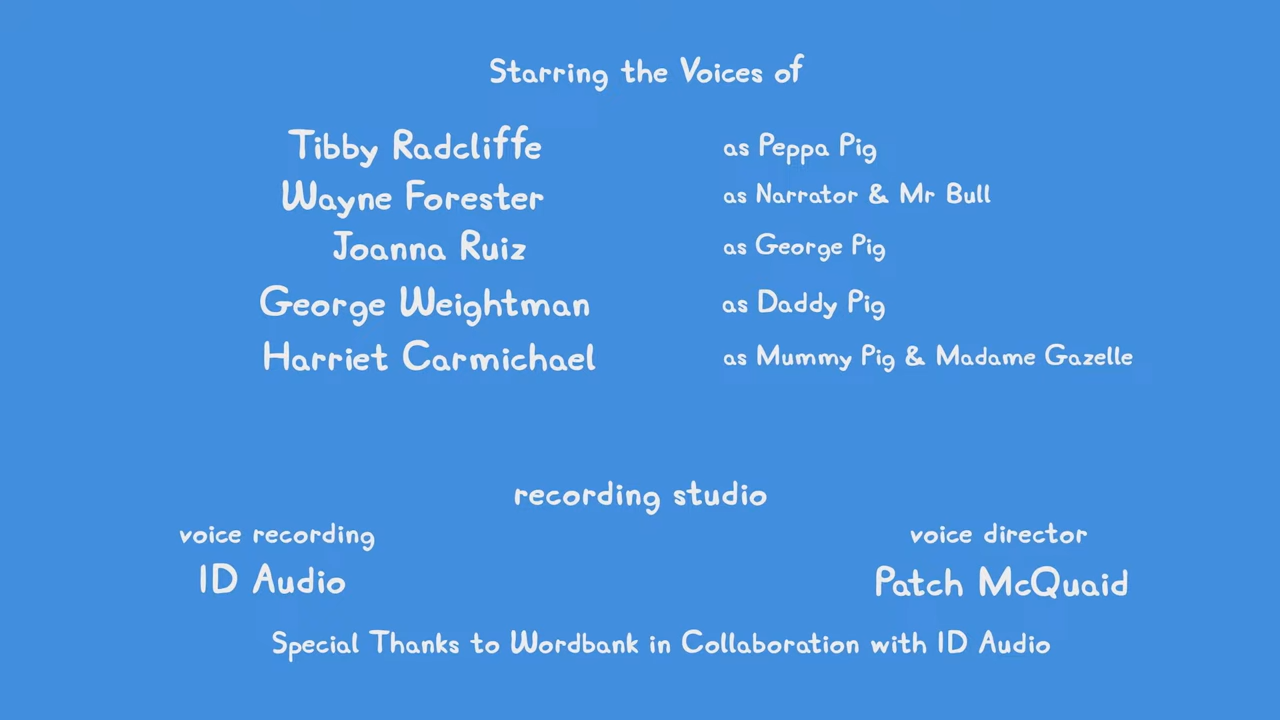 Starring the Voices of
Tibby Radcliffe as Peppa Pig
Wayne Forester as Narrator & Mr Bull
Joanna Ruiz as George Pig
George Weightman as Daddy Pig
Harriet Carmichael as Mummy Pig & Madame Gazelle
recording studio
voice recording voice director
ID Audio Patch McQuaid
Special Thanks to Wordbank in Collaboration with ID Audio